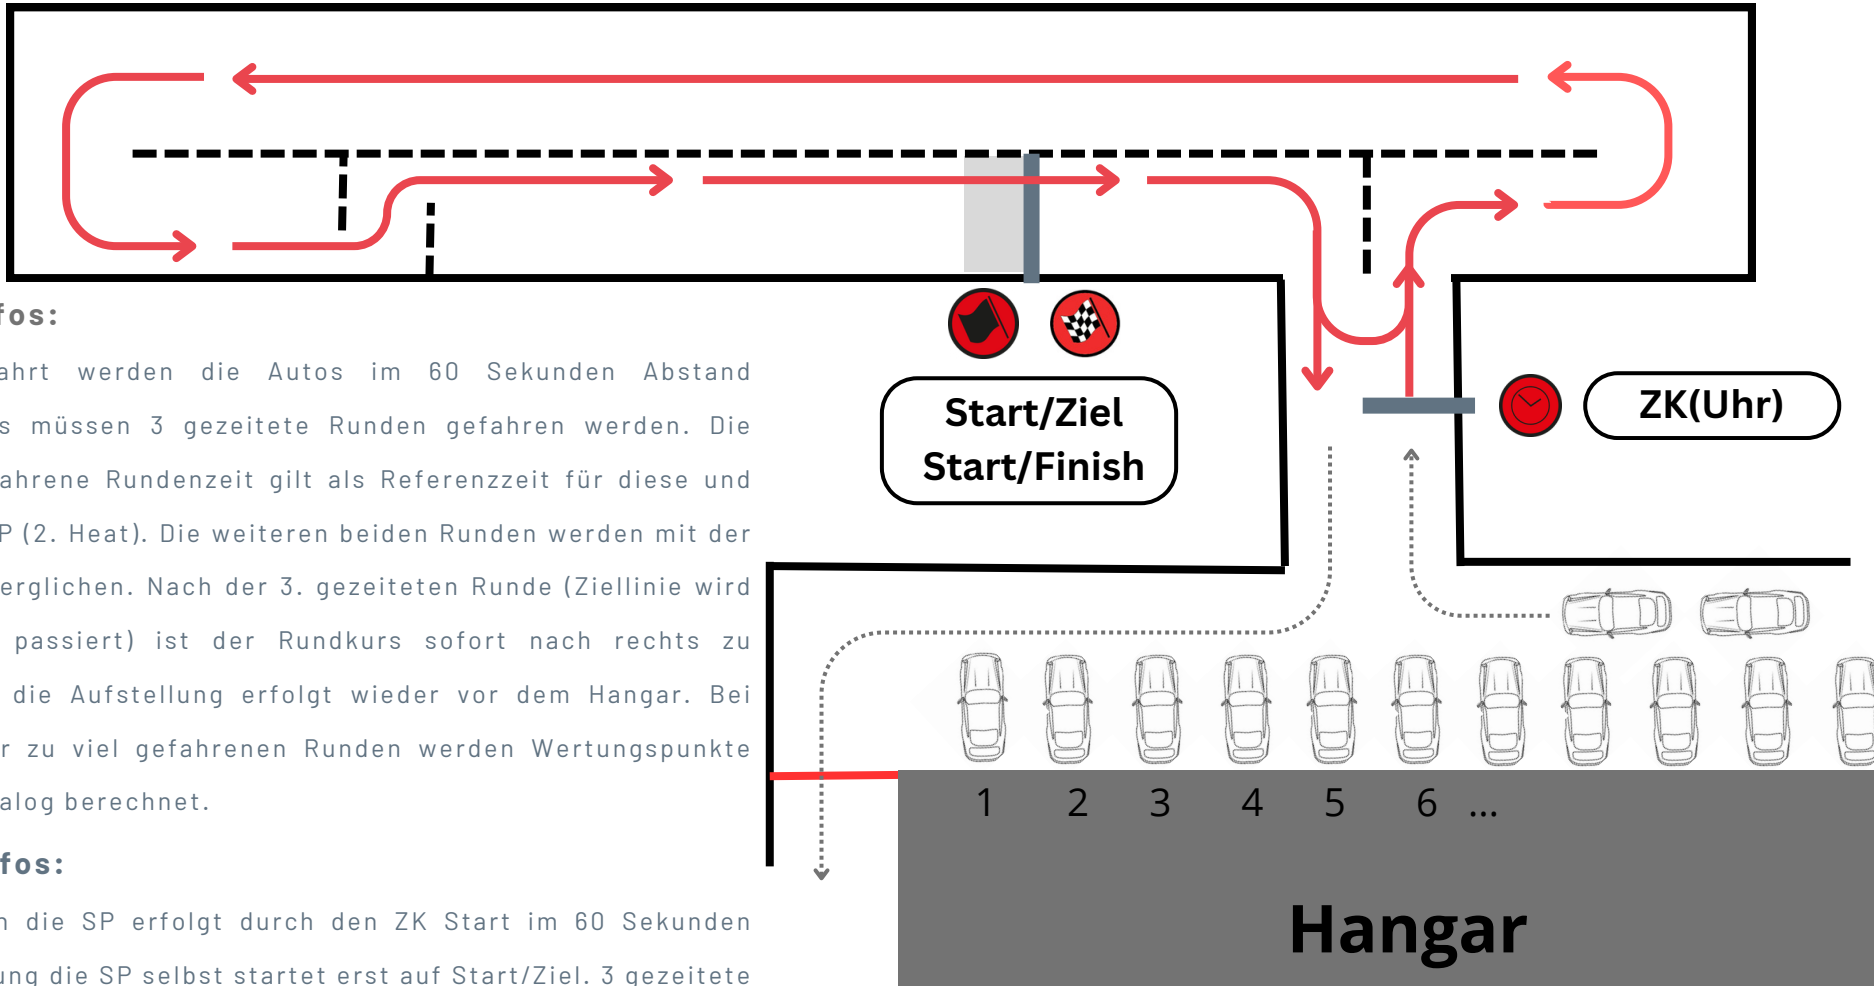 fos:
ahrt werden die Autos im 60 Sekunden Abstand
s müssen 3 gezeitete Runden gefahren werden. Die
ahrene Rundenzeit gilt als Referenzzeit für diese und
P (2. Heat). Die weiteren beiden Runden werden mit der
erglichen. Nach der 3. gezeiteten Runde (Ziellinie wird
passiert) ist der Rundkurs sofort nach rechts zu
die Aufstellung erfolgt wieder vor dem Hangar. Bei
r zu viel gefahrenen Runden werden Wertungspunkte
alog berechnet.
fos:
n die SP erfolgt durch den ZK Start im 60 Sekunden
ung die SP selbst startet erst auf Start/Ziel. 3 gezeitete
Start/Ziel
Start/Finish
ZK(Uhr)
1 2 3 4 5 6 ...
Hangar